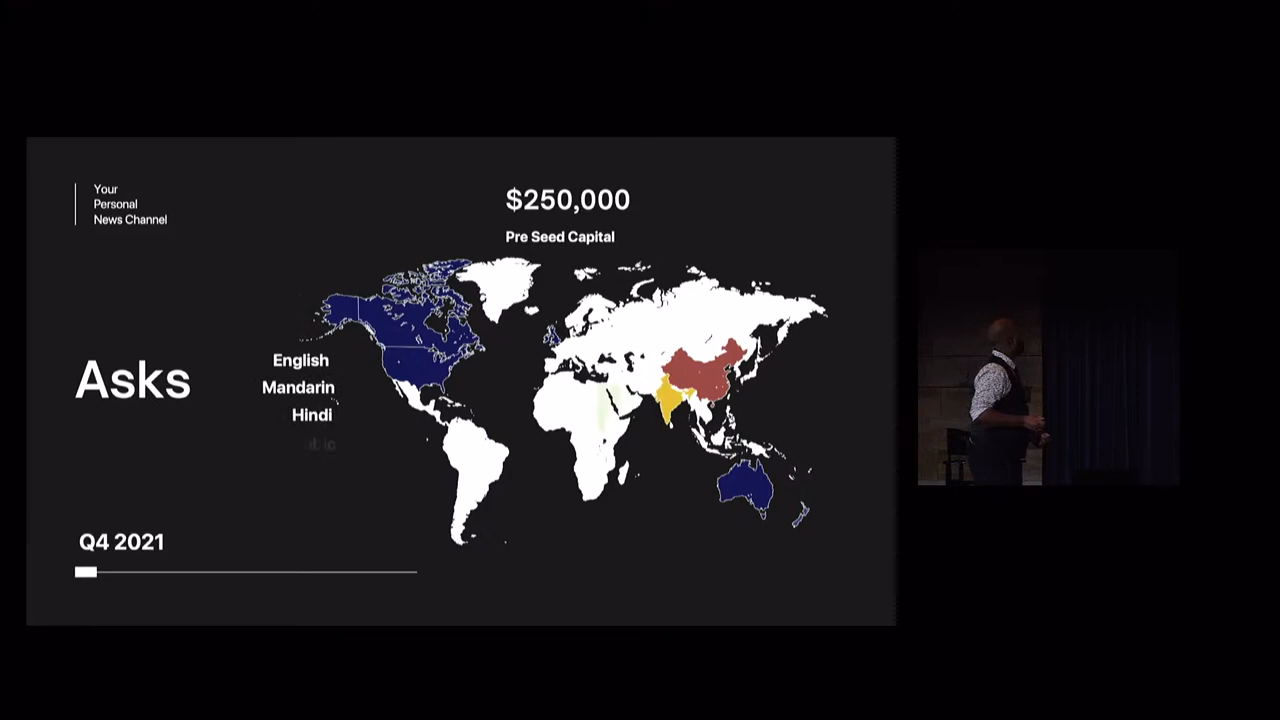 Your
Personal
News Channel
$250,000
Pre Seed Capital
Asks
English
Mandarin
Hindi
Q4 2021